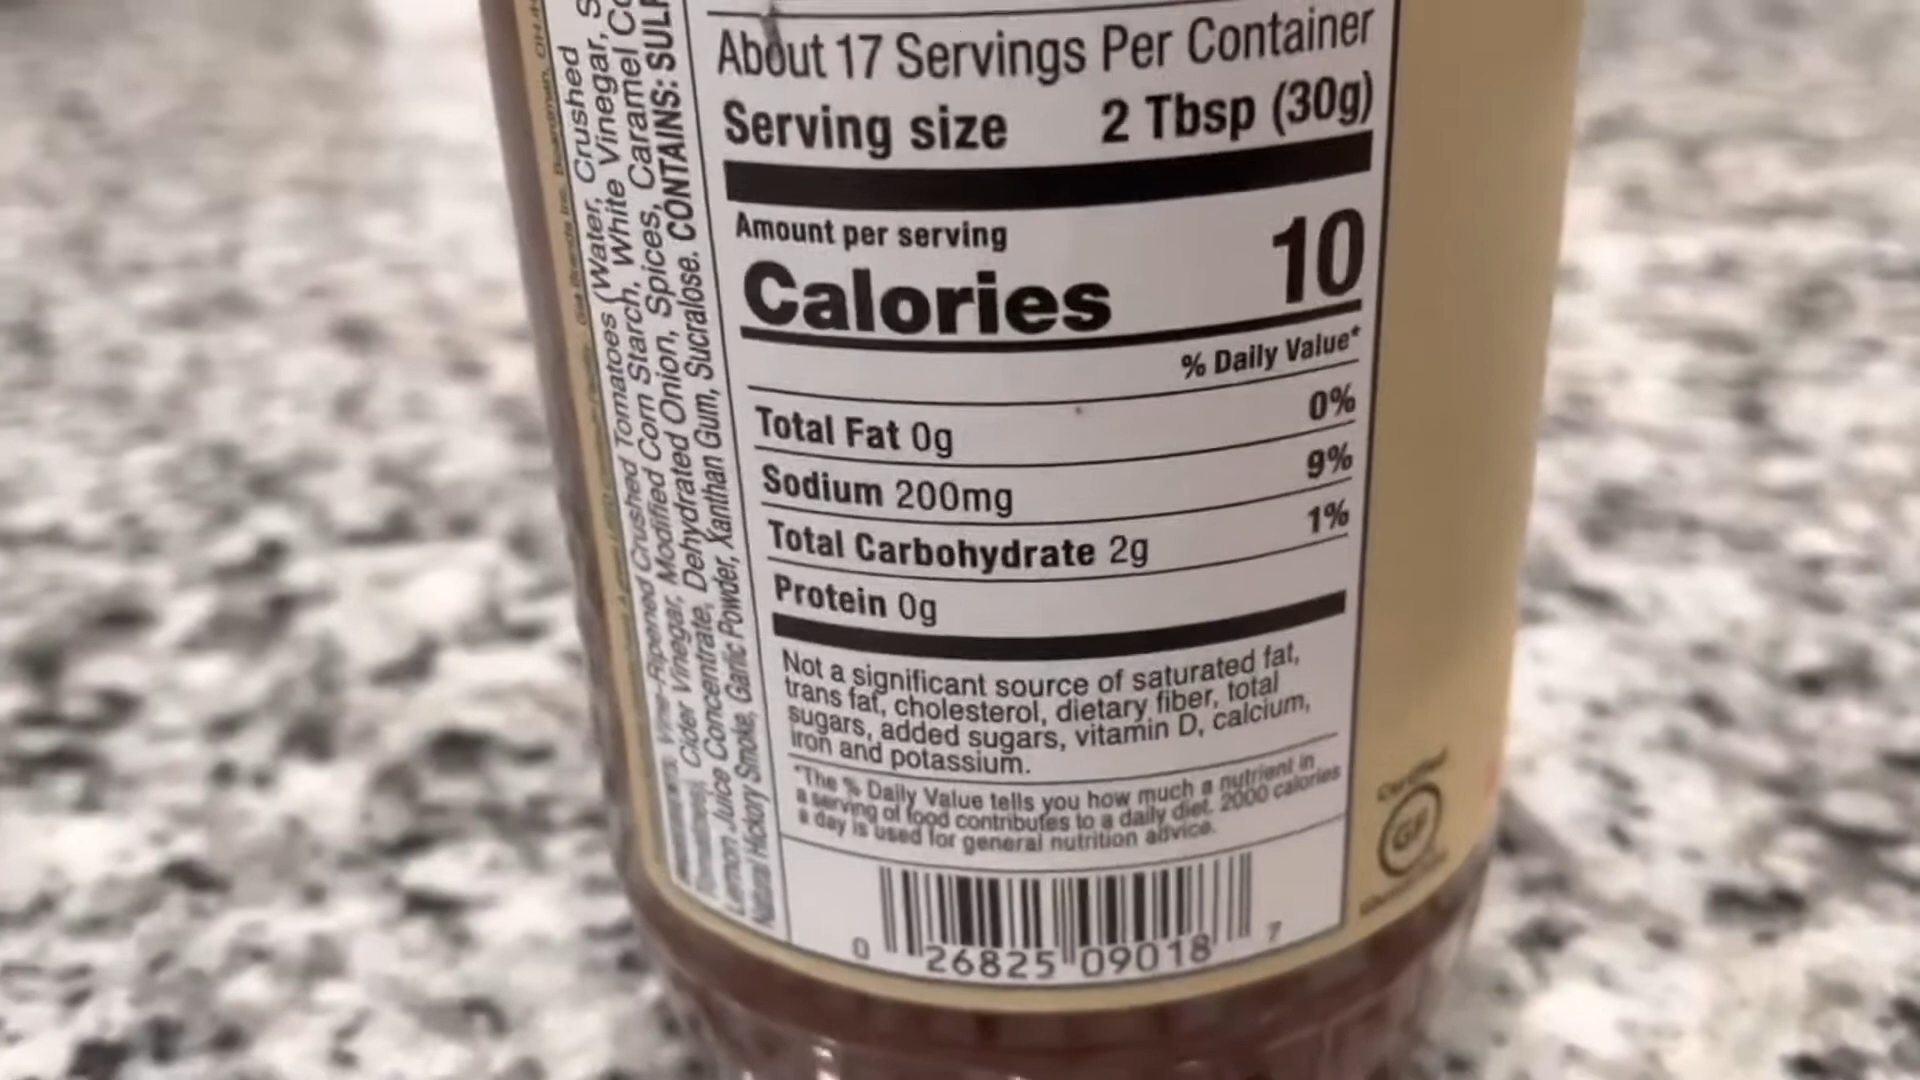 About 17 Servings Per Container
Serving size 2 Tbsp (30g)
Amount per serving
Calories 10
% Daily Value*
Total Fat 0g 0%
Sodium 200mg 9%
Total Carbohydrate 2g 1%
Protein 0g
Not a significant source of saturated fat,
trans fat, cholesterol, dietary fiber, total
sugars, added sugars, vitamin D, calcium,
iron and potassium.
*The % Daily Value tells you how much a nutrient in
a serving of food contributes to a daily diet. 2000 calories
a day is used for general nutrition advice.
0 26825 09018 7
Vine-Ripened Crushed Tomatoes (Water, Crushed
Cider Vinegar, Modified Corn Starch, White Vinegar,
Lemon Juice Concentrate, Dehydrated Onion, Spices, Caramel
Natural Hickory Smoke, Garlic Powder, Xanthan Gum, Sucralose. CONTAINS:
Certified
GF